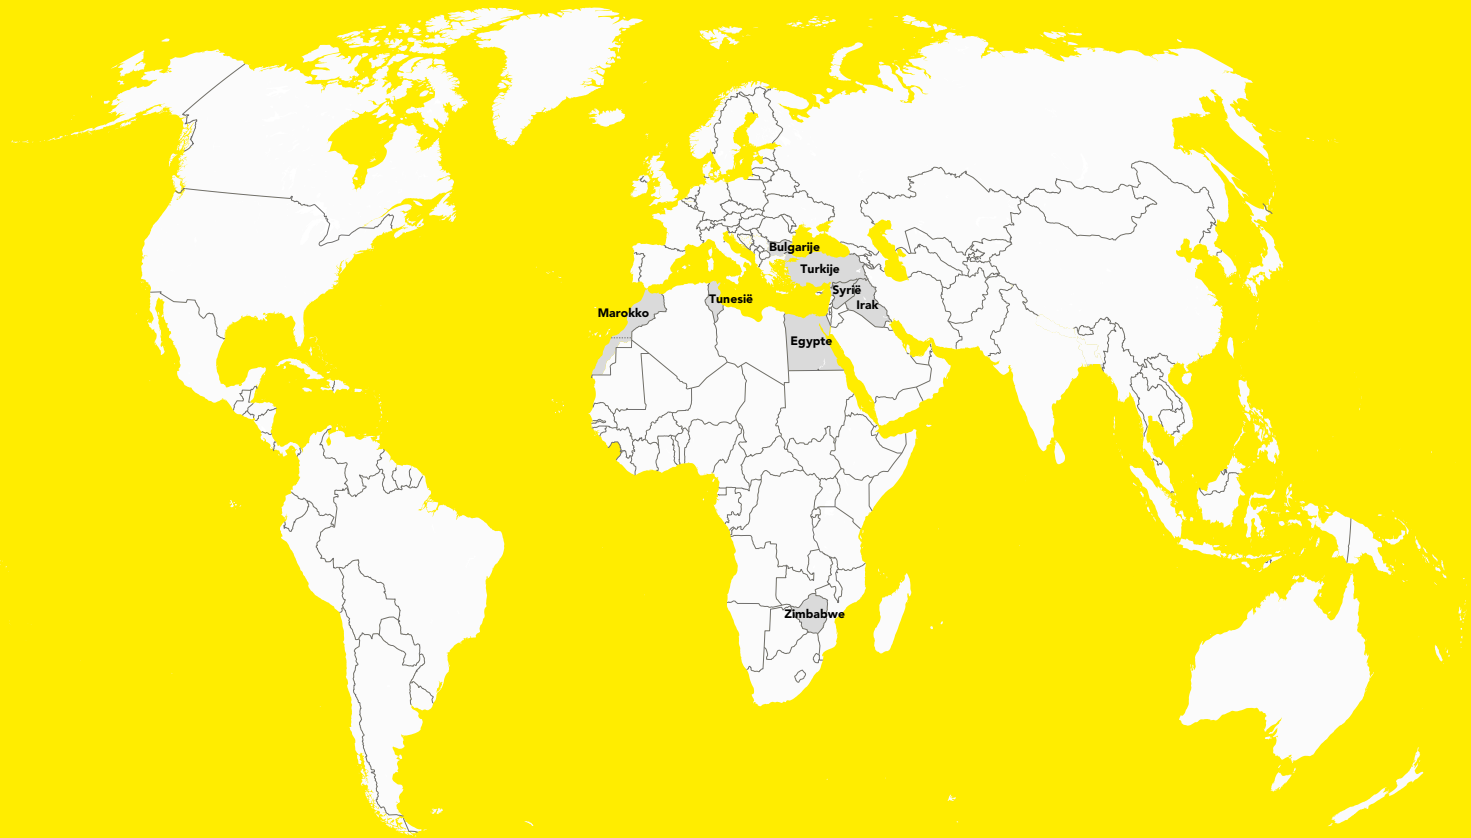 Bulgarije
Turkije
Syrië
Tunesië
Irak
Marokko
Egypte
Zimbabwe